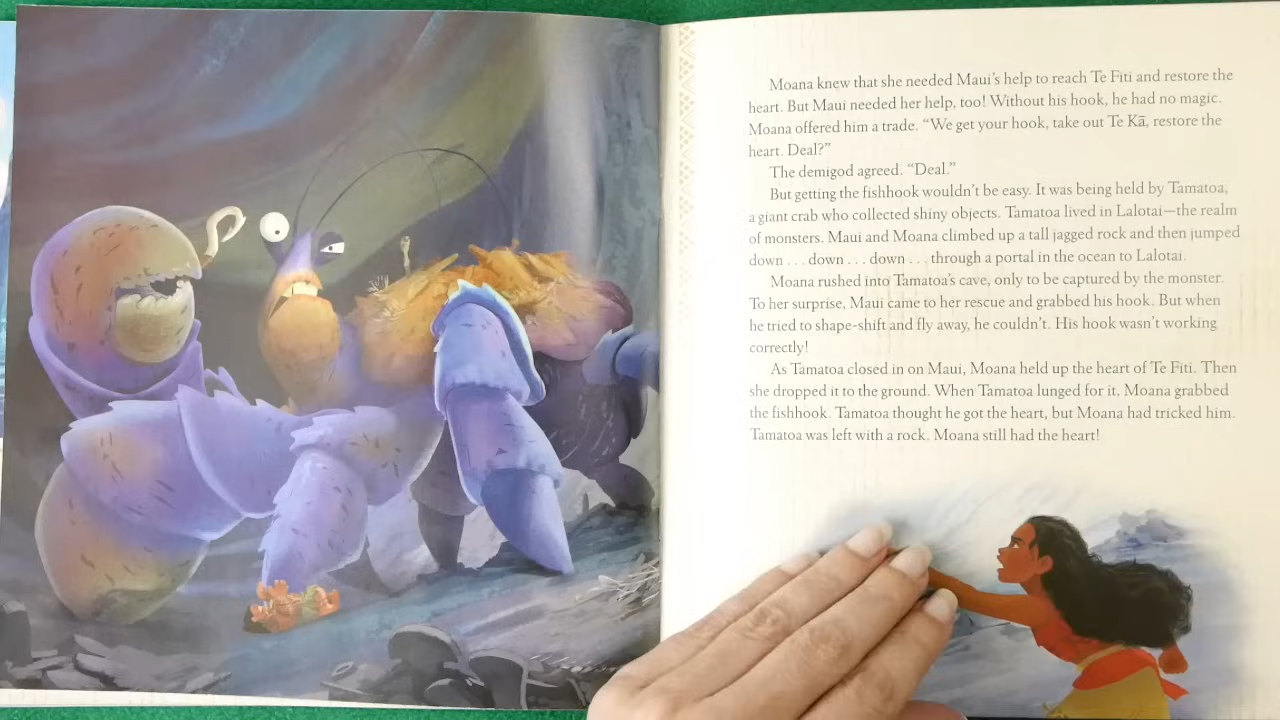 Moana knew that she needed Maui’s help to reach Te Fiti and restore the
heart. But Maui needed her help, too! Without his hook, he had no magic.
Moana offered him a trade. “We get your hook, take out Te Kā, restore the
heart. Deal?”
The demigod agreed. “Deal.”
But getting the fishhook wouldn’t be easy. It was being held by Tamatoa,
a giant crab who collected shiny objects. Tamatoa lived in Lalotai—the realm
of monsters. Maui and Moana climbed up a tall jagged rock and then jumped
down . . . down . . . down . . . through a portal in the ocean to Lalotai.
Moana rushed into Tamatoa’s cave, only to be captured by the monster.
To her surprise, Maui came to her rescue and grabbed his hook. But when
he tried to shape-shift and fly away, he couldn’t. His hook wasn’t working
correctly!
As Tamatoa closed in on Maui, Moana held up the heart of Te Fiti. Then
she dropped it to the ground. When Tamatoa lunged for it, Moana grabbed
the fishhook. Tamatoa thought he got the heart, but Moana had tricked him.
Tamatoa was left with a rock. Moana still had the heart!